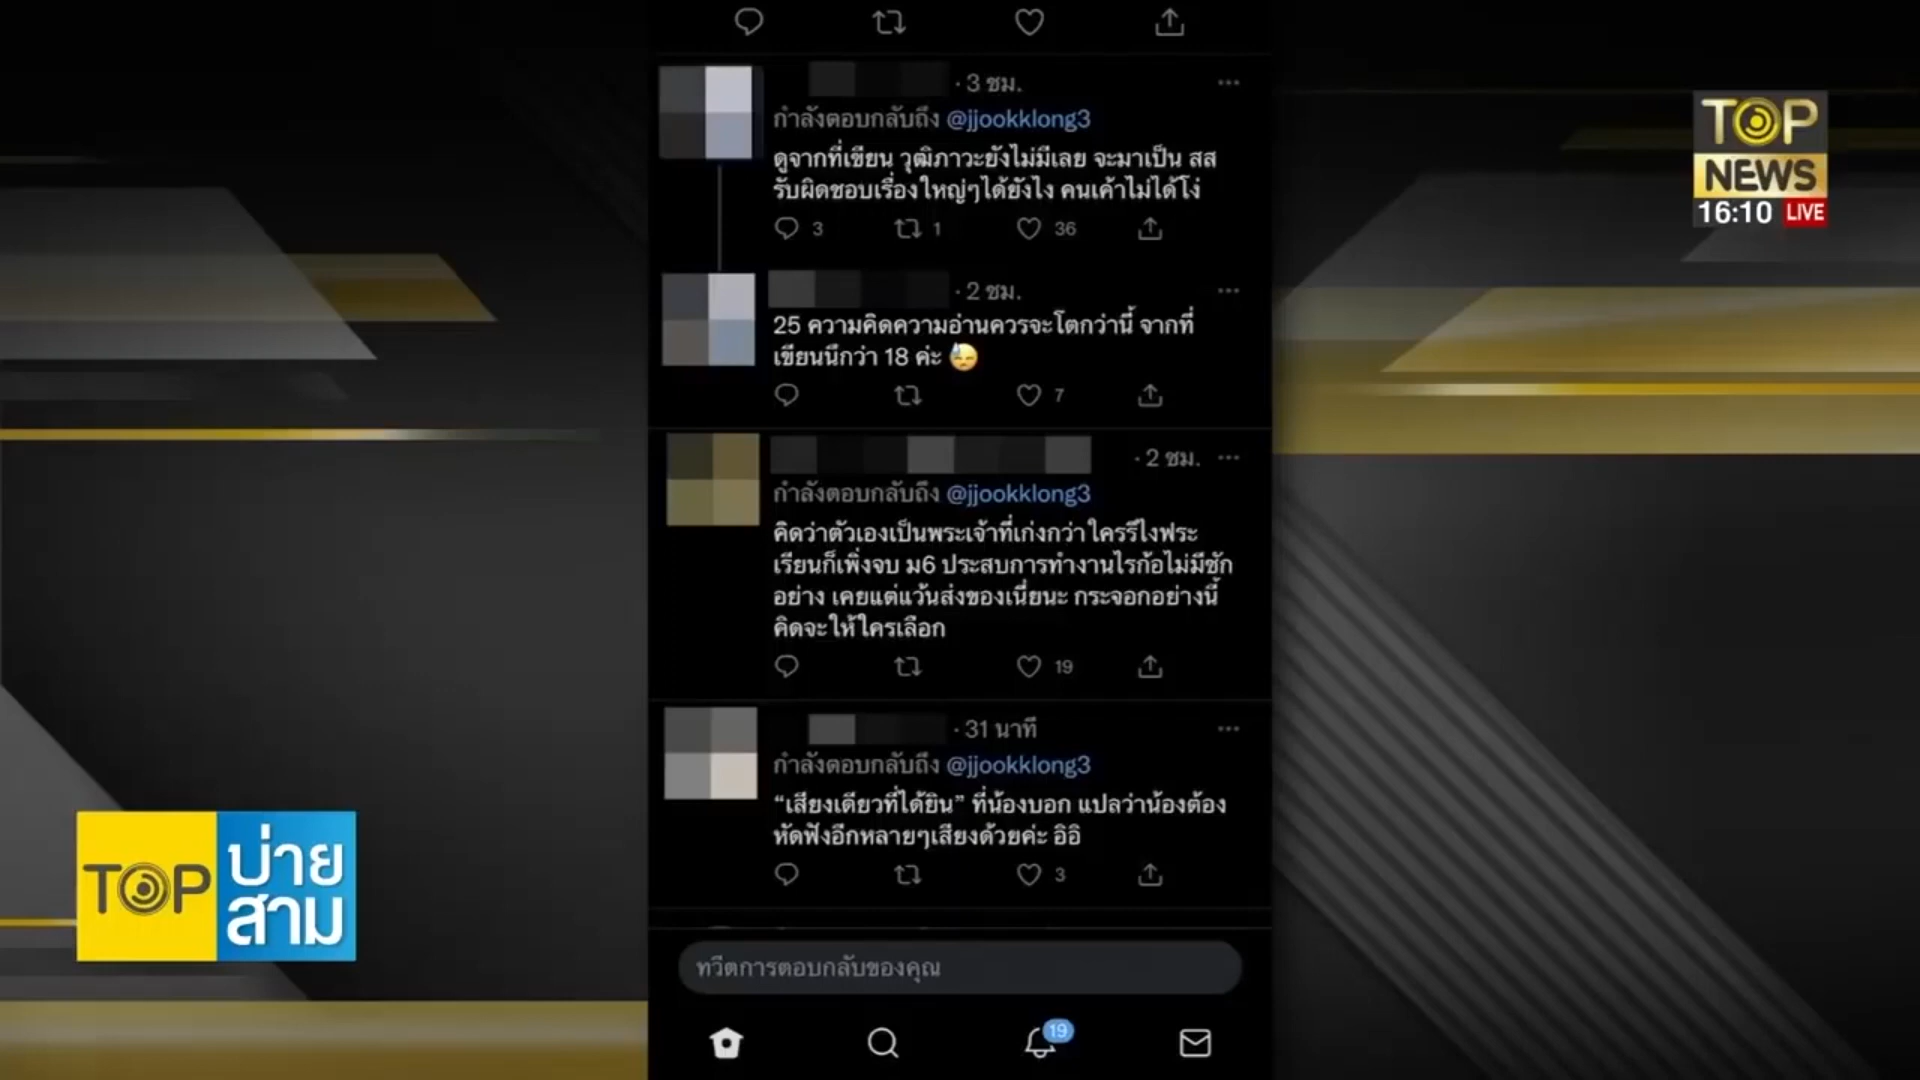 · 3 ชม.
กำลังตอบกลับถึง @jjookklong3
ดูจากที่เขียน วุฒิภาวะยังไม่มีเลย จะมาเป็น สส
รับผิดชอบเรื่องใหญ่ๆได้ยังไง คนเค้าไม่ได้โง่
3 1 36
· 2 ชม.
25 ความคิดความอ่านควรจะโตกว่านี้ จากที่
เขียนนึกว่า 18 ค่ะ 😓
7
· 2 ชม.
กำลังตอบกลับถึง @jjookklong3
คิดว่าตัวเองเป็นพระเจ้าที่เก่งกว่าใครรึไงฟระ
เรียนก็เพิ่งจบ ม6 ประสบการทำงานไรก้อไม่มีซัก
อย่าง เคยแต่แว้นส่งของเนี่ยนะ กระจอกอย่างนี้
คิดจะให้ใครเลือก
19
· 31 นาที
กำลังตอบกลับถึง @jjookklong3
“เสียงเดียวที่ได้ยิน” ที่น้องบอก แปลว่าน้องต้อง
หัดฟังอีกหลายๆเสียงด้วยค่ะ อิอิ
3
ทวีตการตอบกลับของคุณ
19
TOP
NEWS
16:10 LIVE
TOP บ่าย
สาม